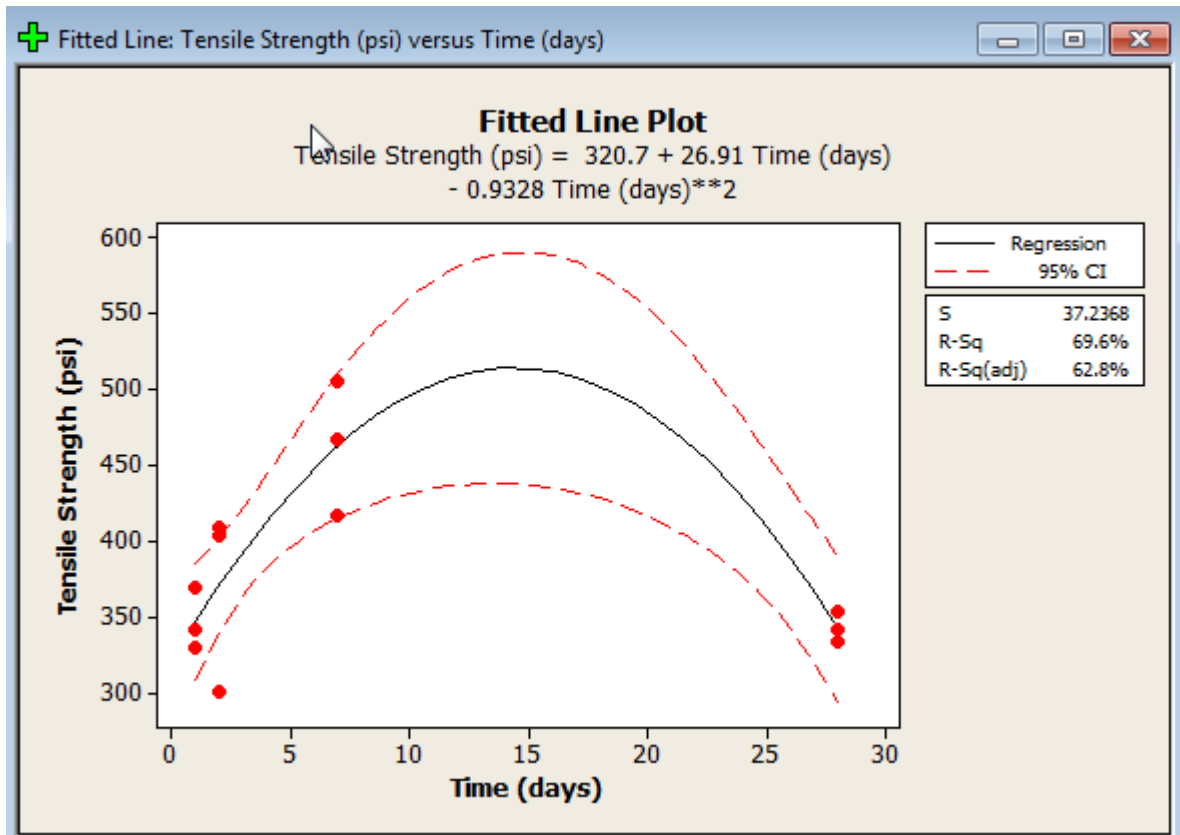 Fitted Line: Tensile Strength (psi) versus Time (days)
Fitted Line Plot
Tensile Strength (psi) = 320.7 + 26.91 Time (days)
- 0.9328 Time (days)**2
600
550
500
450
400
350
300
Tensile Strength (psi)
0 5 10 15 20 25 30
Time (days)
Regression
95% CI
S 37.2368
R-Sq 69.6%
R-Sq(adj) 62.8%